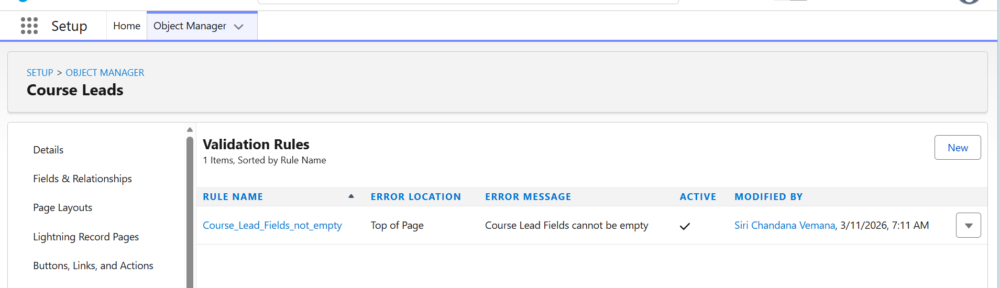 Setup
Home
Object Manager
SETUP > OBJECT MANAGER
Course Leads
Details
Fields & Relationships
Page Layouts
Lightning Record Pages
Buttons, Links, and Actions
Validation Rules
1 Items, Sorted by Rule Name
New
RULE NAME ERROR LOCATION ERROR MESSAGE ACTIVE MODIFIED BY
Course_Lead_Fields_not_empty Top of Page Course Lead Fields cannot be empty Siri Chandana Vemana, 3/11/2026, 7:11 AM